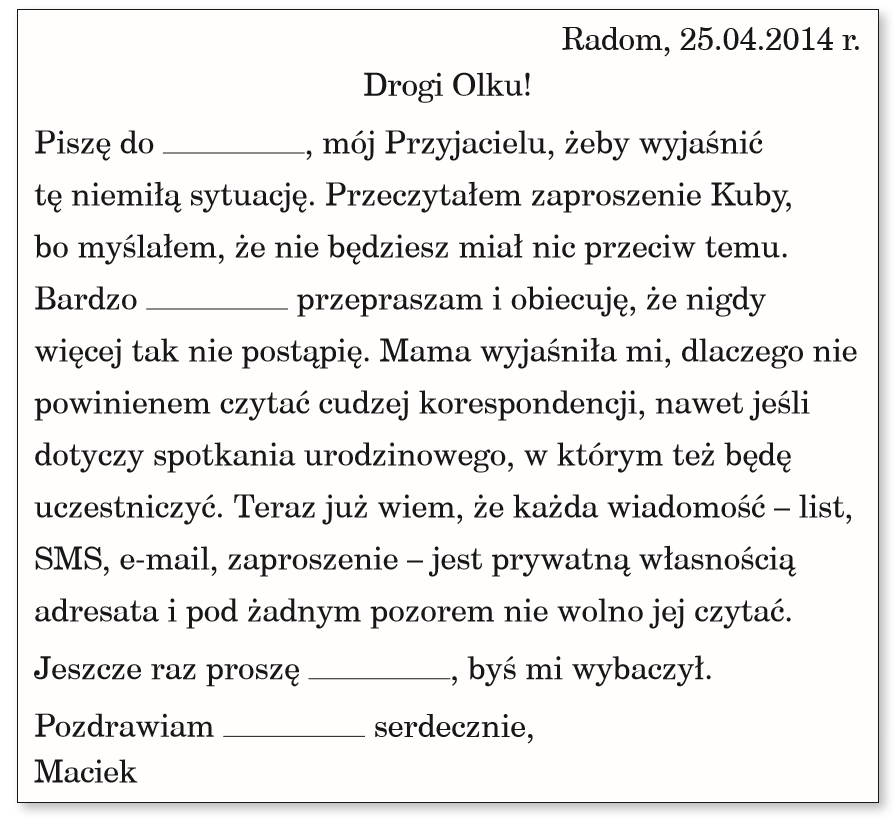 Radom, 25.04.2014 r.
Drogi Olku!
Piszę do __________, mój Przyjacielu, żeby wyjaśnić
tę niemiłą sytuację. Przeczytałem zaproszenie Kuby,
bo myślałem, że nie będziesz miał nic przeciw temu.
Bardzo __________ przepraszam i obiecuję, że nigdy
więcej tak nie postąpię. Mama wyjaśniła mi, dlaczego nie
powinienem czytać cudzej korespondencji, nawet jeśli
dotyczy spotkania urodzinowego, w którym też będę
uczestniczyć. Teraz już wiem, że każda wiadomość – list,
SMS, e-mail, zaproszenie – jest prywatną własnością
adresata i pod żadnym pozorem nie wolno jej czytać.
Jeszcze raz proszę __________, byś mi wybaczył.
Pozdrawiam __________ serdecznie,
Maciek